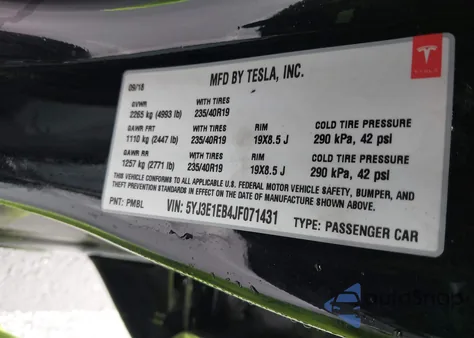 MFD BY TESLA, INC.
TESLA
09/18
GVWR WITH TIRES
2265 kg (4993 lb) 235/40R19
GAWR FRT WITH TIRES RIM COLD TIRE PRESSURE
1110 kg (2447 lb) 235/40R19 19X8.5 J 290 kPa, 42 psi
GAWR RR WITH TIRES RIM COLD TIRE PRESSURE
1257 kg (2771 lb) 235/40R19 19X8.5 J 290 kPa, 42 psi
THIS VEHICLE CONFORMS TO ALL APPLICABLE U.S. FEDERAL MOTOR VEHICLE SAFETY, BUMPER, AND
THEFT PREVENTION STANDARDS IN EFFECT ON THE DATE OF MANUFACTURE SHOWN ABOVE.
PNT: PMBL VIN: 5YJ3E1EB4JF071431 TYPE: PASSENGER CAR